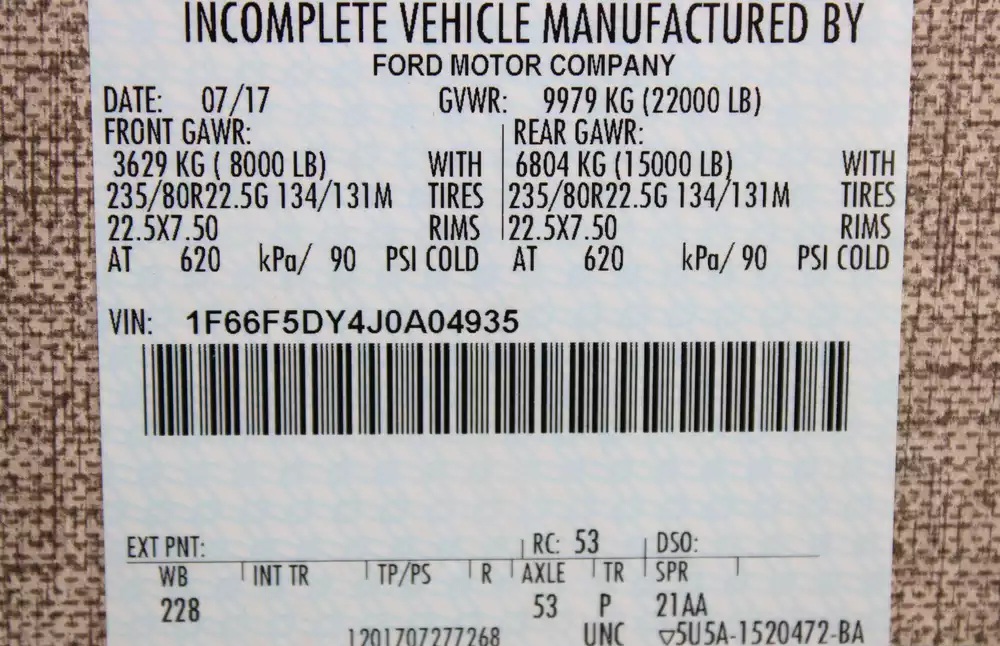 INCOMPLETE VEHICLE MANUFACTURED BY
FORD MOTOR COMPANY
DATE: 07/17 GVWR: 9979 KG (22000 LB)
FRONT GAWR: REAR GAWR:
3629 KG ( 8000 LB) WITH 6804 KG (15000 LB) WITH
235/80R22.5G 134/131M TIRES 235/80R22.5G 134/131M TIRES
22.5X7.50 RIMS 22.5X7.50 RIMS
AT 620 kPa/ 90 PSI COLD AT 620 kPa/ 90 PSI COLD
VIN: 1F66F5DY4J0A04935
EXT PNT: RC: 53 DSO:
WB INT TR TP/PS R AXLE TR SPR
228 53 P 21AA
1201707277268 UNC ▽5U5A-1520472-BA